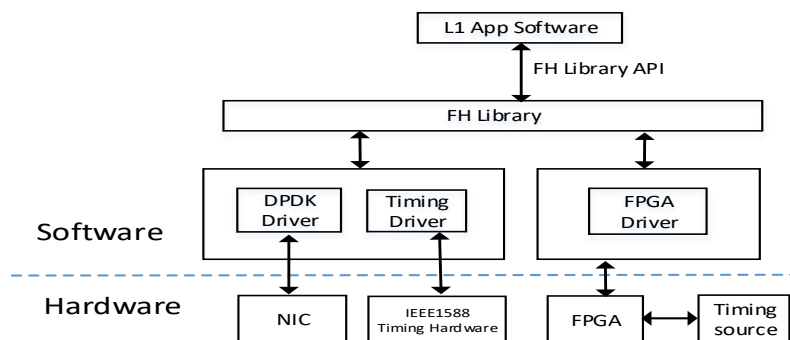 L1 App Software
FH Library API
FH Library
DPDK
Driver
Timing
Driver
FPGA
Driver
Software
Hardware
NIC
IEEE1588
Timing Hardware
FPGA
Timing
source